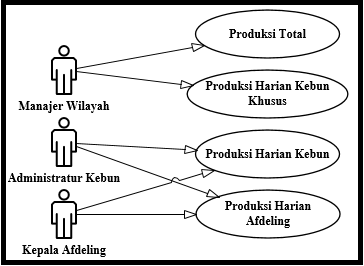 Produksi Total
Produksi Harian Kebun
Khusus
Manajer Wilayah
Produksi Harian Kebun
Administratur Kebun
Produksi Harian
Afdeling
Kepala Afdeling